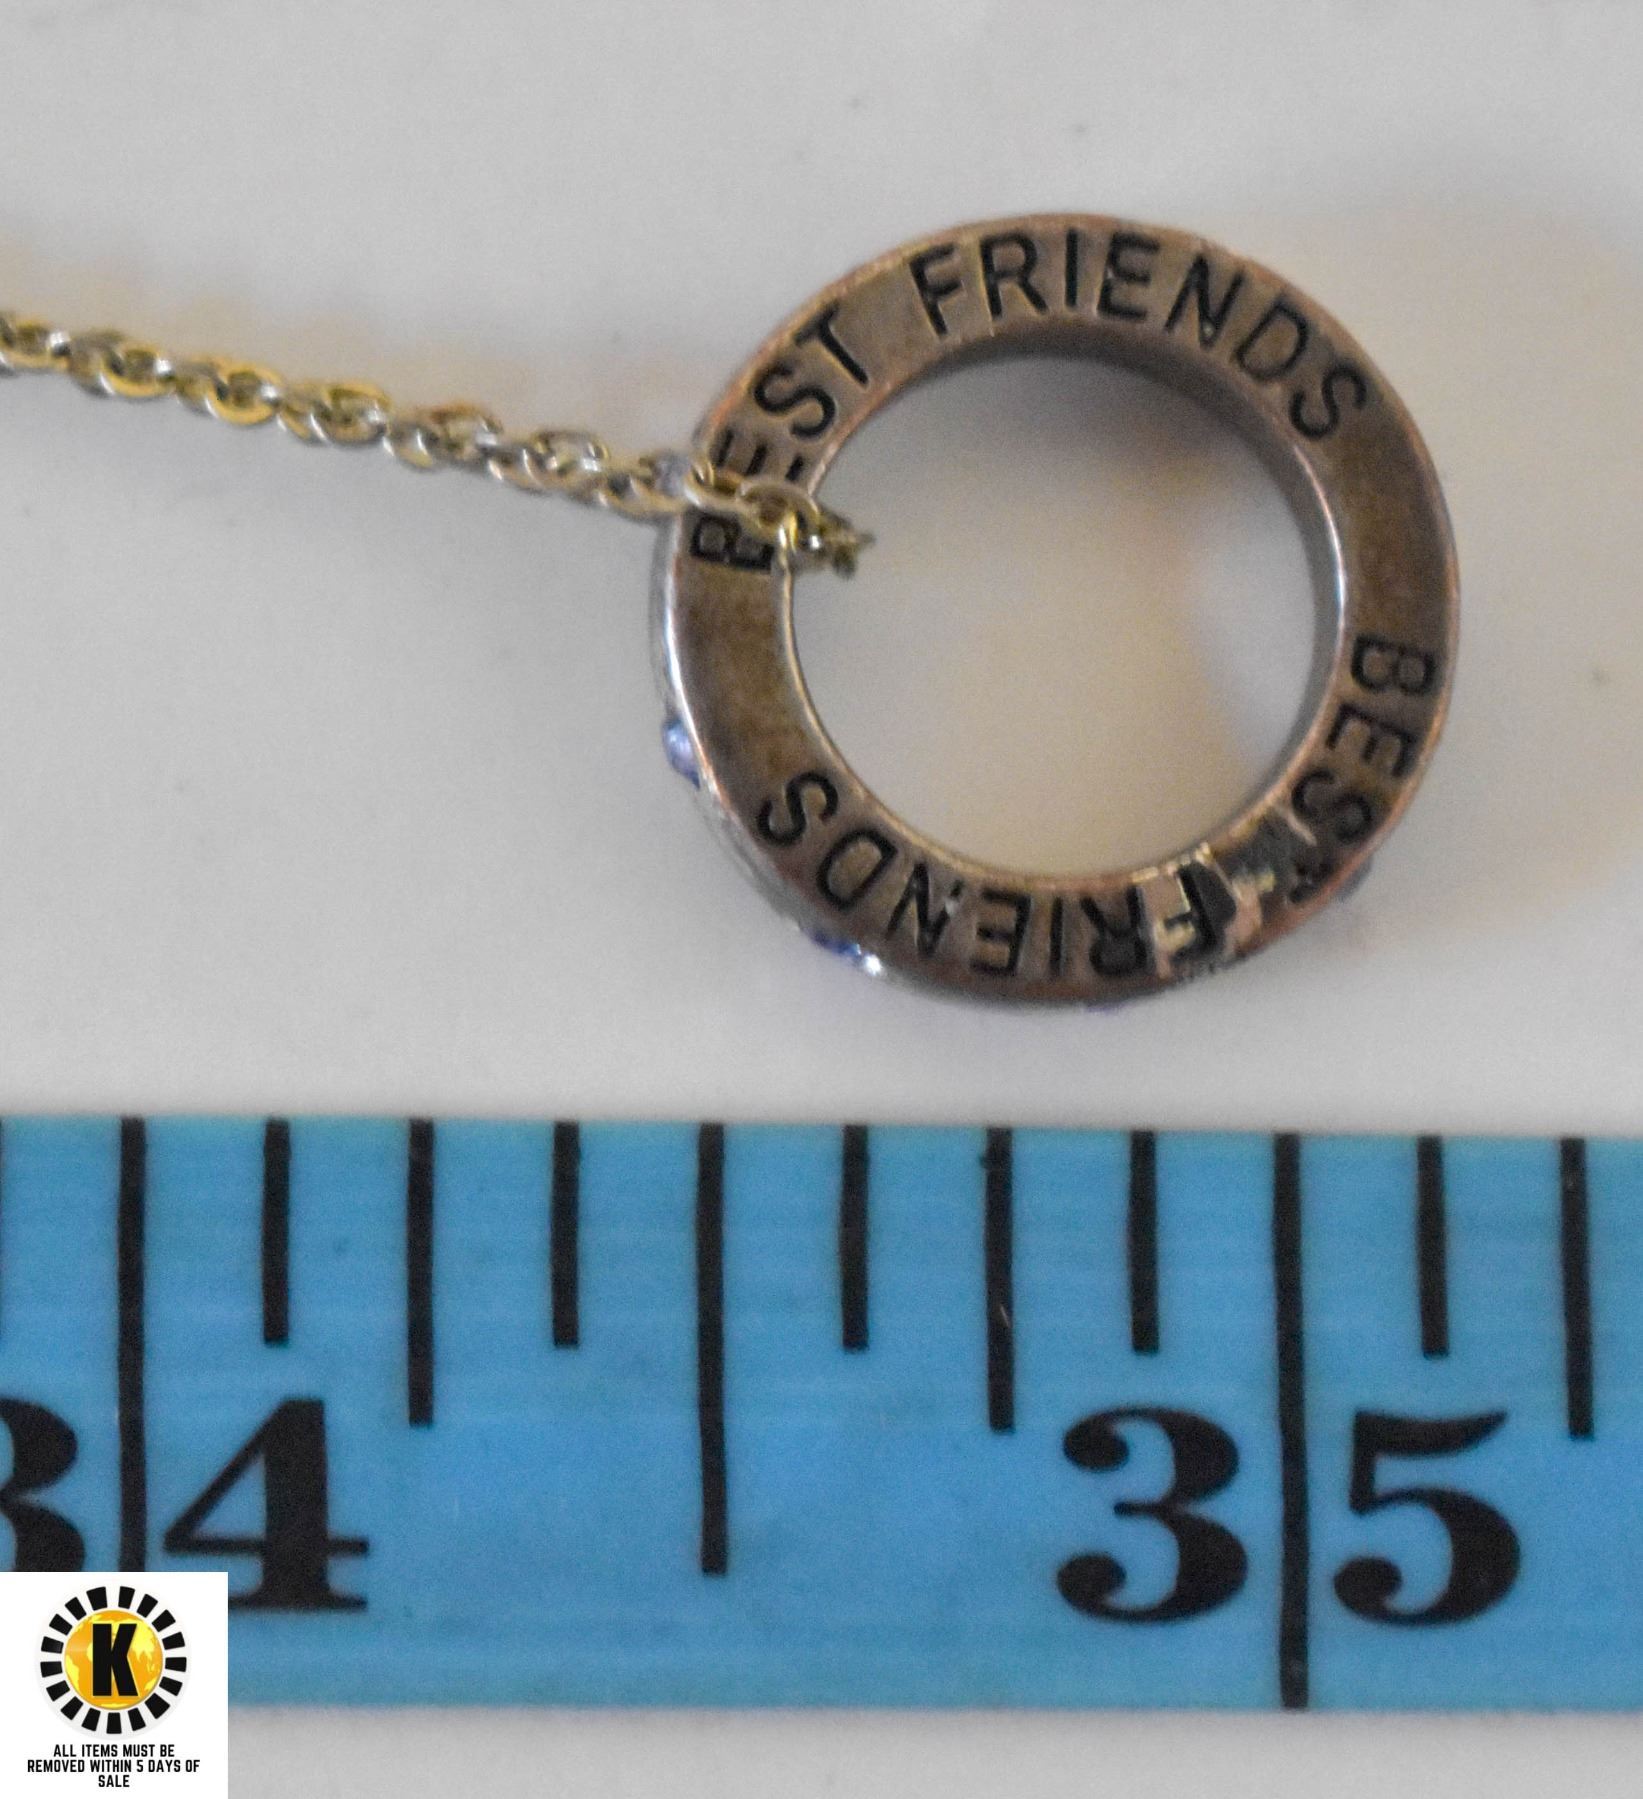 BEST FRIENDS
BEST FRIENDS
34 35
K
ALL ITEMS MUST BE
REMOVED WITHIN 5 DAYS OF
SALE